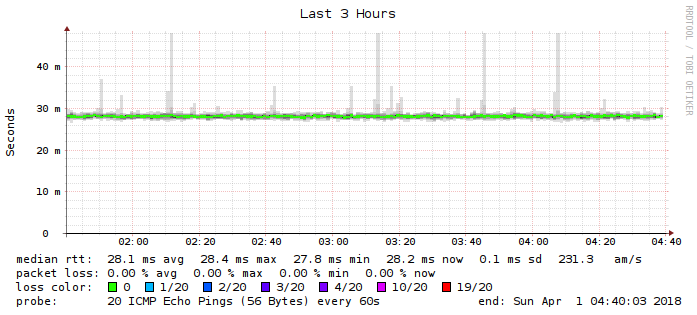 Last 3 Hours
RRDTOOL / TOBI OETIKER
Seconds
40 m
30 m
20 m
10 m
0
02:00 02:20 02:40 03:00 03:20 03:40 04:00 04:20 04:40
median rtt: 28.1 ms avg 28.4 ms max 27.8 ms min 28.2 ms now 0.1 ms sd 231.3 am/s
packet loss: 0.00 % avg 0.00 % max 0.00 % min 0.00 % now
loss color: 0 1/20 2/20 3/20 4/20 10/20 19/20
probe: 20 ICMP Echo Pings (56 Bytes) every 60s end: Sun Apr 1 04:40:03 2018